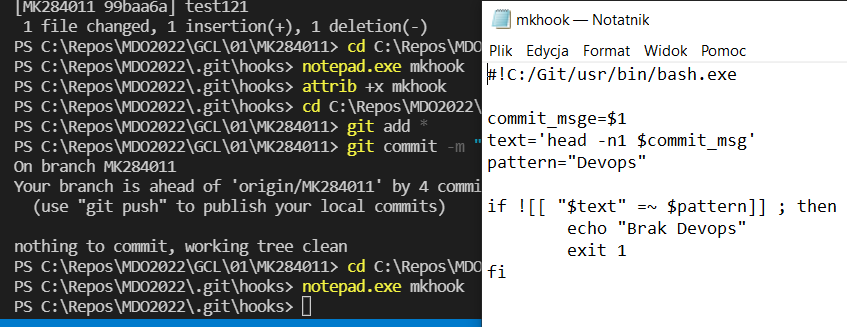 [MK284011 99baa6a] test121
 1 file changed, 1 insertion(+), 1 deletion(-)
PS C:\Repos\MDO2022\GCL\01\MK284011> cd C:\Repos\MDO
PS C:\Repos\MDO2022\.git\hooks> notepad.exe mkhook
PS C:\Repos\MDO2022\.git\hooks> attrib +x mkhook
PS C:\Repos\MDO2022\.git\hooks> cd C:\Repos\MDO2022\
PS C:\Repos\MDO2022\GCL\01\MK284011> git add *
PS C:\Repos\MDO2022\GCL\01\MK284011> git commit -m "
On branch MK284011
Your branch is ahead of 'origin/MK284011' by 4 commi
  (use "git push" to publish your local commits)
nothing to commit, working tree clean
PS C:\Repos\MDO2022\GCL\01\MK284011> cd C:\Repos\MDO
PS C:\Repos\MDO2022\.git\hooks> notepad.exe mkhook
PS C:\Repos\MDO2022\.git\hooks>
mkhook — Notatnik
Plik Edycja Format Widok Pomoc
#!C:/Git/usr/bin/bash.exe
commit_msge=$1
text='head -n1 $commit_msg'
pattern="Devops"
if ![[ "$text" =~ $pattern]] ; then
        echo "Brak Devops"
        exit 1
fi